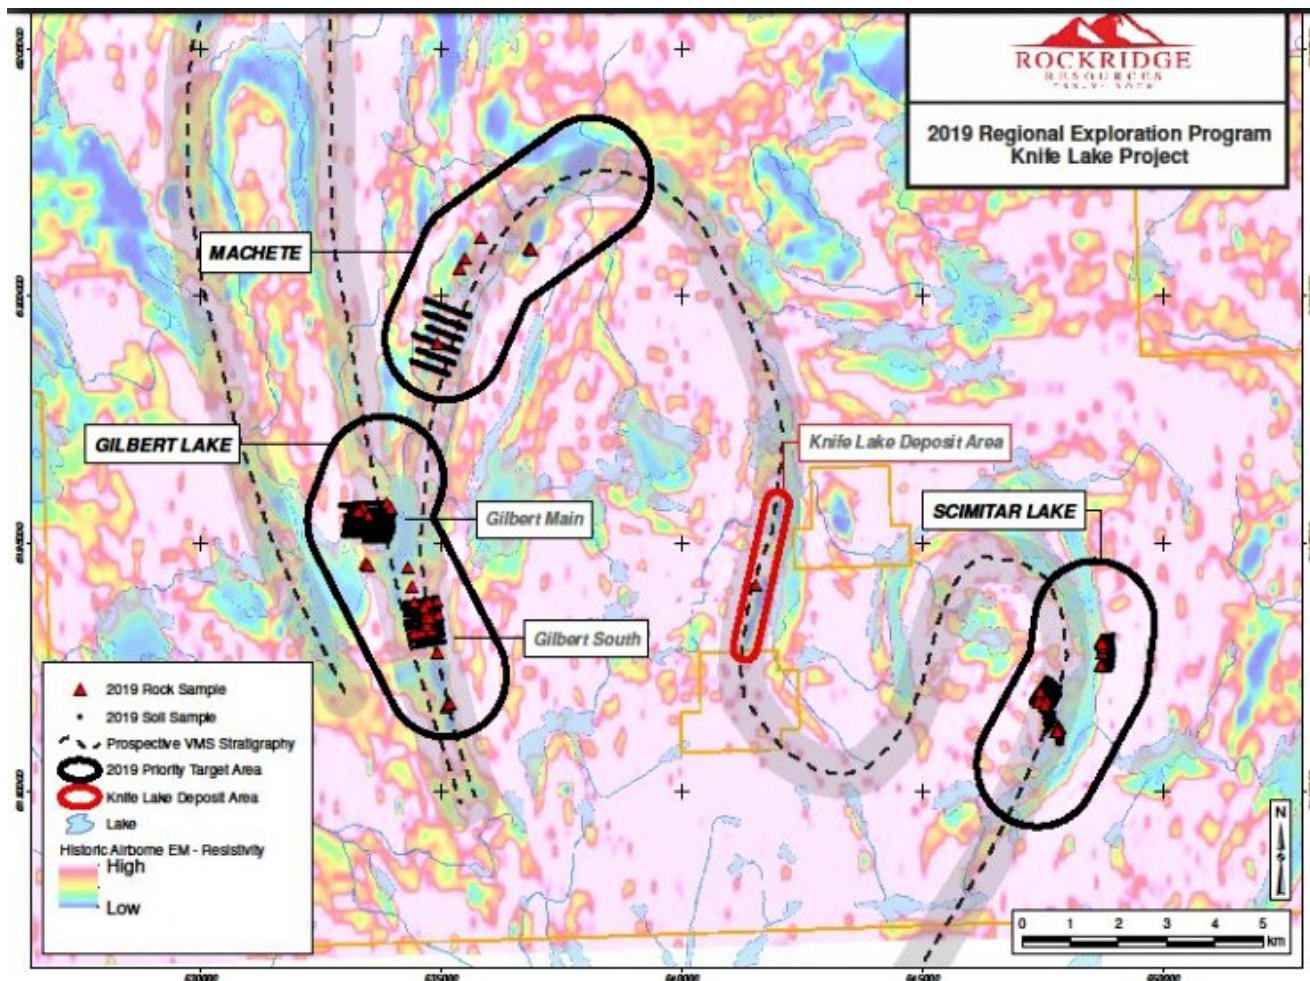 ROCKRIDGE
RESOURCES
2019 Regional Exploration Program
Knife Lake Project
MACHETE
GILBERT LAKE
Knife Lake Deposit Area
Gilbert Main
SCIMITAR LAKE
Gilbert South
2019 Rock Sample
2019 Soil Sample
Prospective VMS Stratigraphy
2019 Priority Target Area
Knife Lake Deposit Area
Lake
Historic Airborne EM - Resistivity
High
Low
N
0 1 2 3 4 5
km